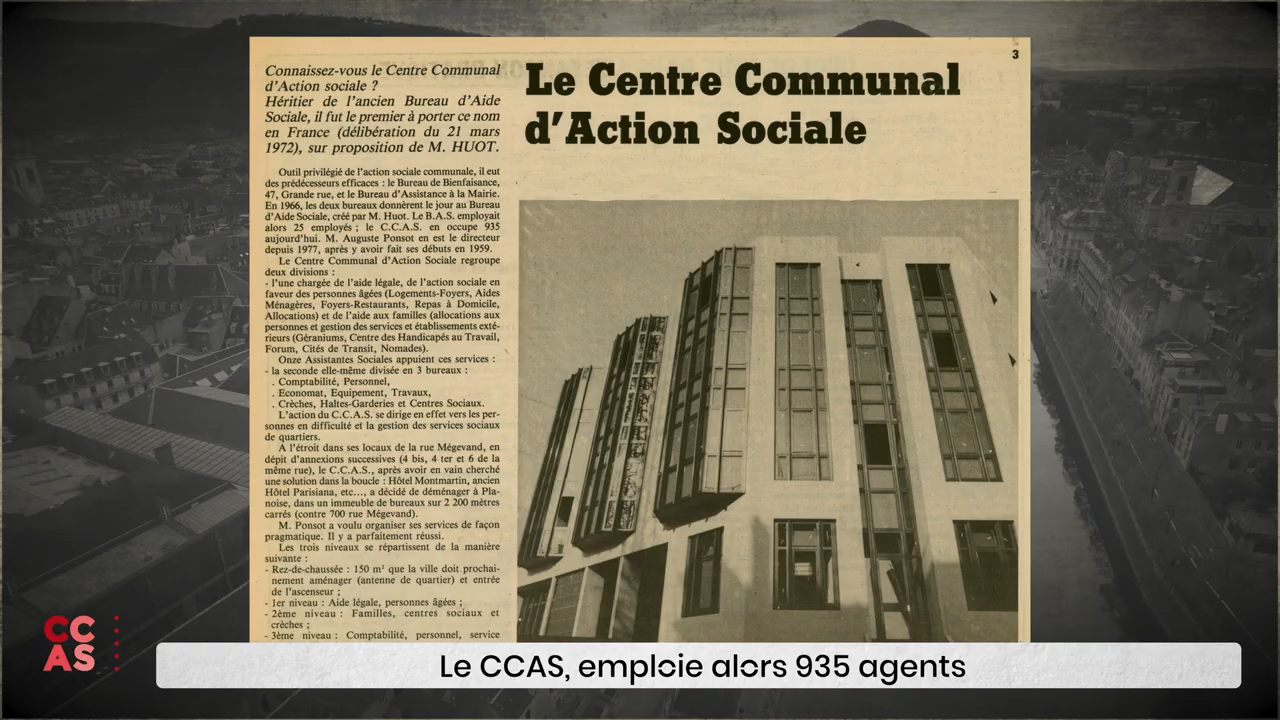 3
Connaissez-vous le Centre Communal
d'Action sociale ?
Héritier de l'ancien Bureau d'Aide
Sociale, il fut le premier à porter ce nom
en France (délibération du 21 mars
1972), sur proposition de M. HUOT.
Le Centre Communal
d'Action Sociale
Outil privilégié de l'action sociale communale, il eut
des prédécesseurs efficaces : le Bureau de Bienfaisance,
47, Grande rue, et le Bureau d'Assistance à la Mairie.
En 1966, les deux bureaux donnèrent le jour au Bureau
d'Aide Sociale, créé par M. Huot. Le B.A.S. employait
alors 25 employés ; le C.C.A.S. en occupe 935
aujourd'hui. M. Auguste Ponsot en est le directeur
depuis 1977, après y avoir fait ses débuts en 1959.
Le Centre Communal d'Action Sociale regroupe
deux divisions :
- l'une chargée de l'aide légale, de l'action sociale en
faveur des personnes âgées (Logements-Foyers, Aides
Ménagères, Foyers-Restaurants, Repas à Domicile,
Allocations) et de l'aide aux familles (allocations aux
personnes et gestion des services et établissements exté-
rieurs (Géraniums, Centre des Handicapés au Travail,
Forum, Cités de Transit, Nomades).
Onze Assistantes Sociales appuient ces services :
- la seconde elle-même divisée en 3 bureaux :
. Comptabilité, Personnel,
. Economat, Equipement, Travaux,
. Crèches, Haltes-Garderies et Centres Sociaux.
L'action du C.C.A.S. se dirige en effet vers les per-
sonnes en difficulté et la gestion des services sociaux
de quartiers.
A l'étroit dans ses locaux de la rue Mégevand, en
dépit d'annexions successives (4 bis, 4 ter et 6 de la
même rue), le C.C.A.S., après avoir en vain cherché
une solution dans la boucle : Hôtel Montmartin, ancien
Hôtel Parisiana, etc..., a décidé de déménager à Pla-
noise, dans un immeuble de bureaux sur 2 200 mètres
carrés (contre 700 rue Mégevand).
M. Ponsot a voulu organiser ses services de façon
pragmatique. Il y a parfaitement réussi.
Les trois niveaux se répartissent de la manière
suivante :
- Rez-de-chaussée : 150 m² que la ville doit prochai-
nement aménager (antenne de quartier) et entrée
de l'ascenseur ;
- 1er niveau : Aide légale, personnes âgées ;
- 2ème niveau : Familles, centres sociaux et
crèches ;
- 3ème niveau : Comptabilité, personnel, service
CC
AS
Le CCAS, emploie alors 935 agents